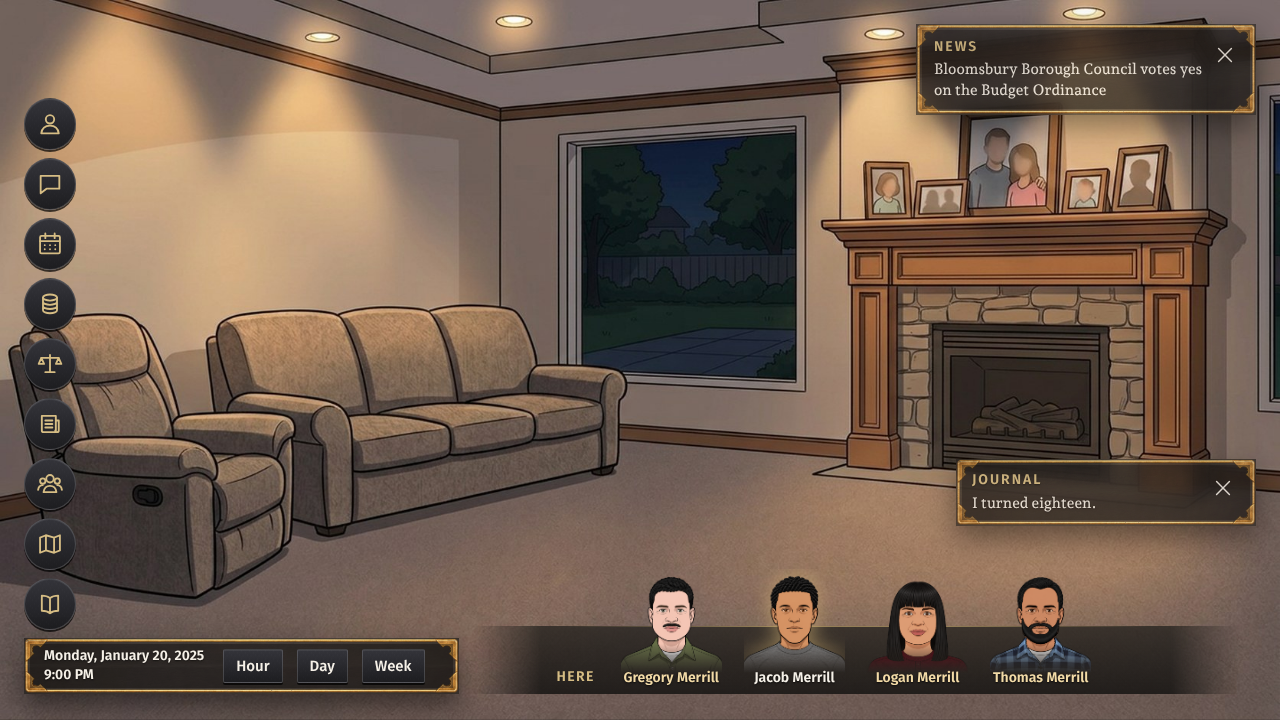 NEWS
Bloomsbury Borough Council votes yes
on the Budget Ordinance
JOURNAL
I turned eighteen.
Monday, January 20, 2025
9:00 PM
Hour
Day
Week
HERE
Gregory Merrill
Jacob Merrill
Logan Merrill
Thomas Merrill